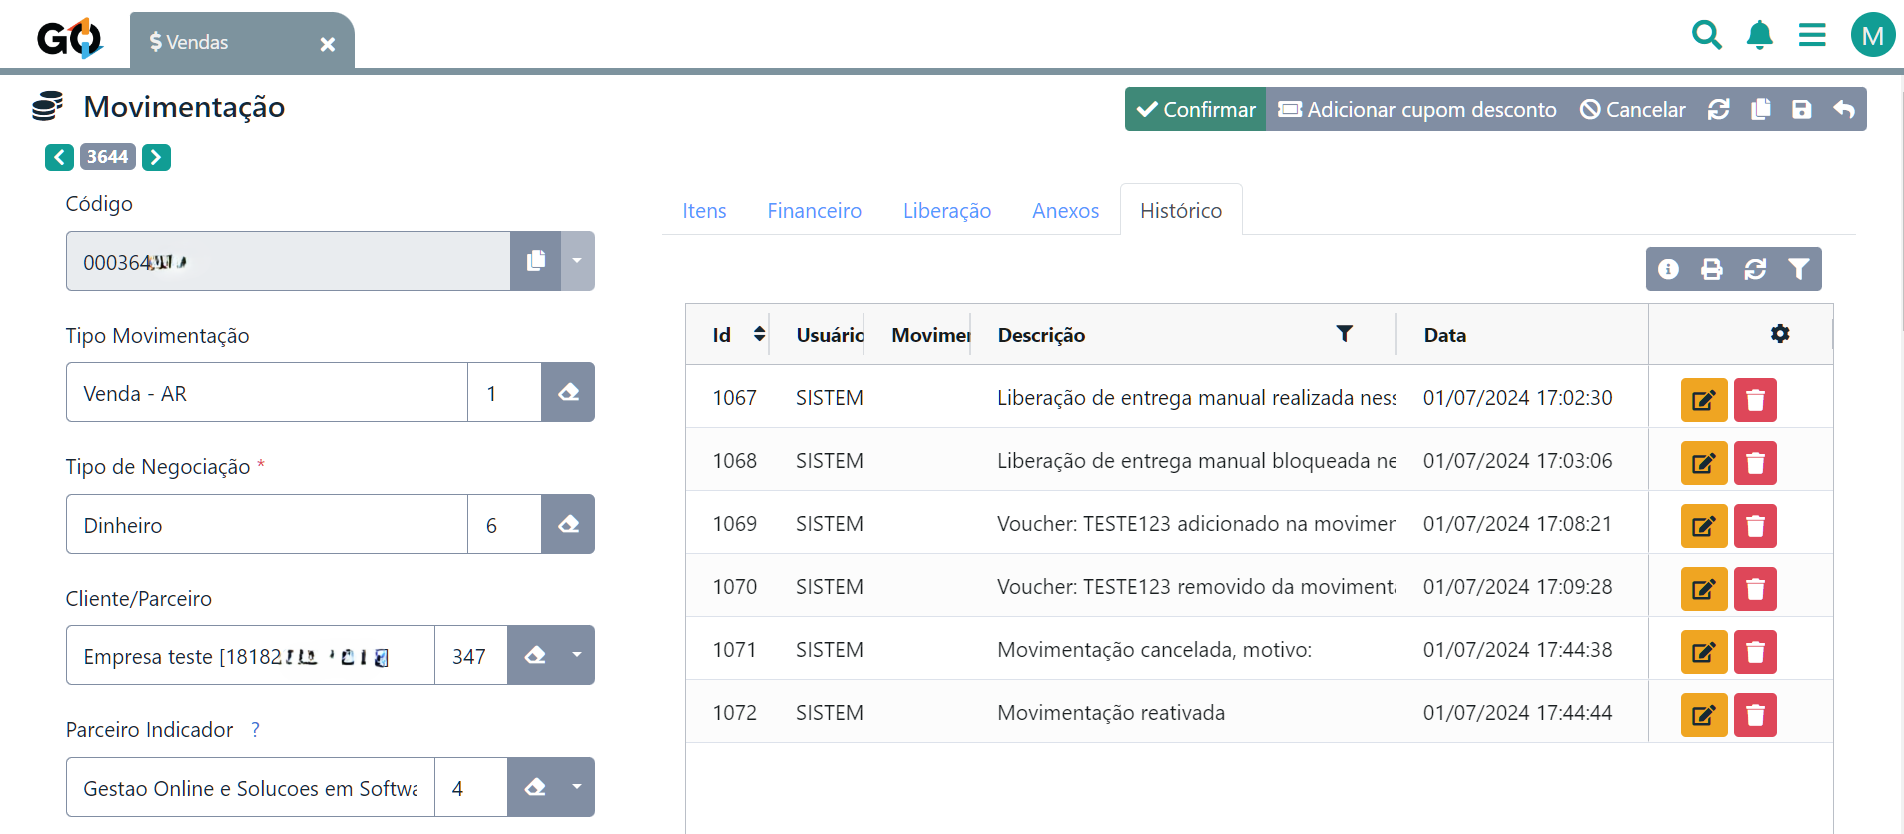 GO
$ Vendas
Movimentação
Confirmar Adicionar cupom desconto Cancelar
M
3644
Código
000364
Tipo Movimentação
Venda - AR 1
Tipo de Negociação *
Dinheiro 6
Cliente/Parceiro
Empresa teste [18182 347
Parceiro Indicador ?
Gestao Online e Solucoes em Softwa 4
Itens Financeiro Liberação Anexos Histórico
Id Usuário Movimen Descrição Data
1067 SISTEM Liberação de entrega manual realizada ness 01/07/2024 17:02:30
1068 SISTEM Liberação de entrega manual bloqueada ne 01/07/2024 17:03:06
1069 SISTEM Voucher: TESTE123 adicionado na movimen 01/07/2024 17:08:21
1070 SISTEM Voucher: TESTE123 removido da movimenta 01/07/2024 17:09:28
1071 SISTEM Movimentação cancelada, motivo: 01/07/2024 17:44:38
1072 SISTEM Movimentação reativada 01/07/2024 17:44:44